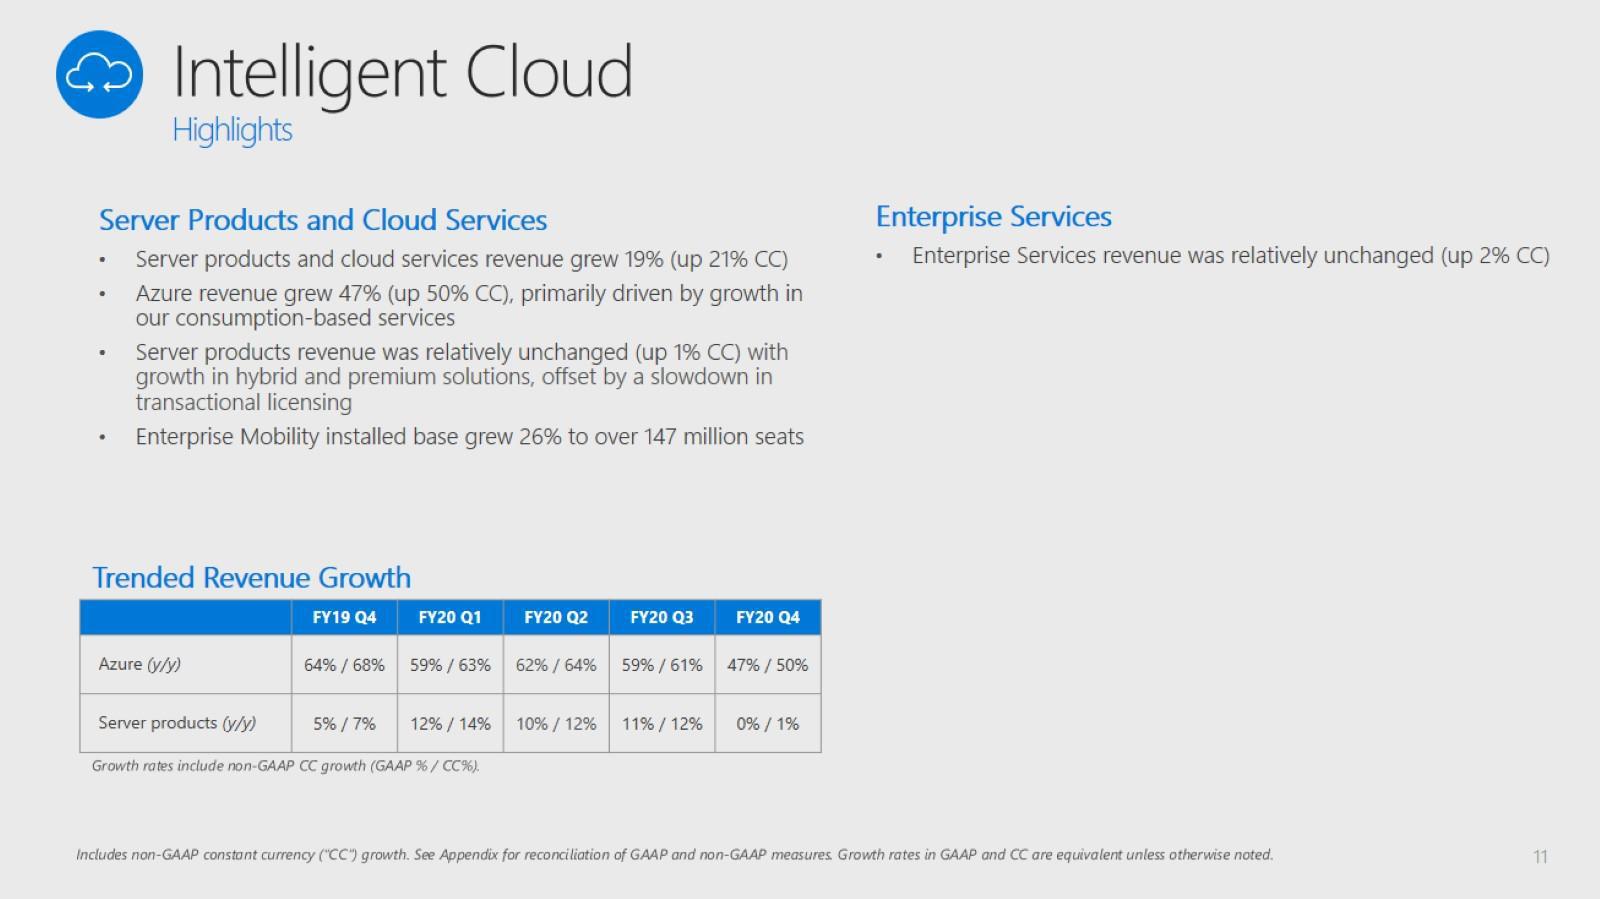 Intelligent Cloud
Highlights
Server Products and Cloud Services
• Server products and cloud services revenue grew 19% (up 21% CC)
• Azure revenue grew 47% (up 50% CC), primarily driven by growth in
our consumption-based services
• Server products revenue was relatively unchanged (up 1% CC) with
growth in hybrid and premium solutions, offset by a slowdown in
transactional licensing
• Enterprise Mobility installed base grew 26% to over 147 million seats
Enterprise Services
• Enterprise Services revenue was relatively unchanged (up 2% CC)
Trended Revenue Growth
FY19 Q4 FY20 Q1 FY20 Q2 FY20 Q3 FY20 Q4
Azure (y/y) 64% / 68% 59% / 63% 62% / 64% 59% / 61% 47% / 50%
Server products (y/y) 5% / 7% 12% / 14% 10% / 12% 11% / 12% 0% / 1%
Growth rates include non-GAAP CC growth (GAAP % / CC%).
Includes non-GAAP constant currency ("CC") growth. See Appendix for reconciliation of GAAP and non-GAAP measures. Growth rates in GAAP and CC are equivalent unless otherwise noted.
11